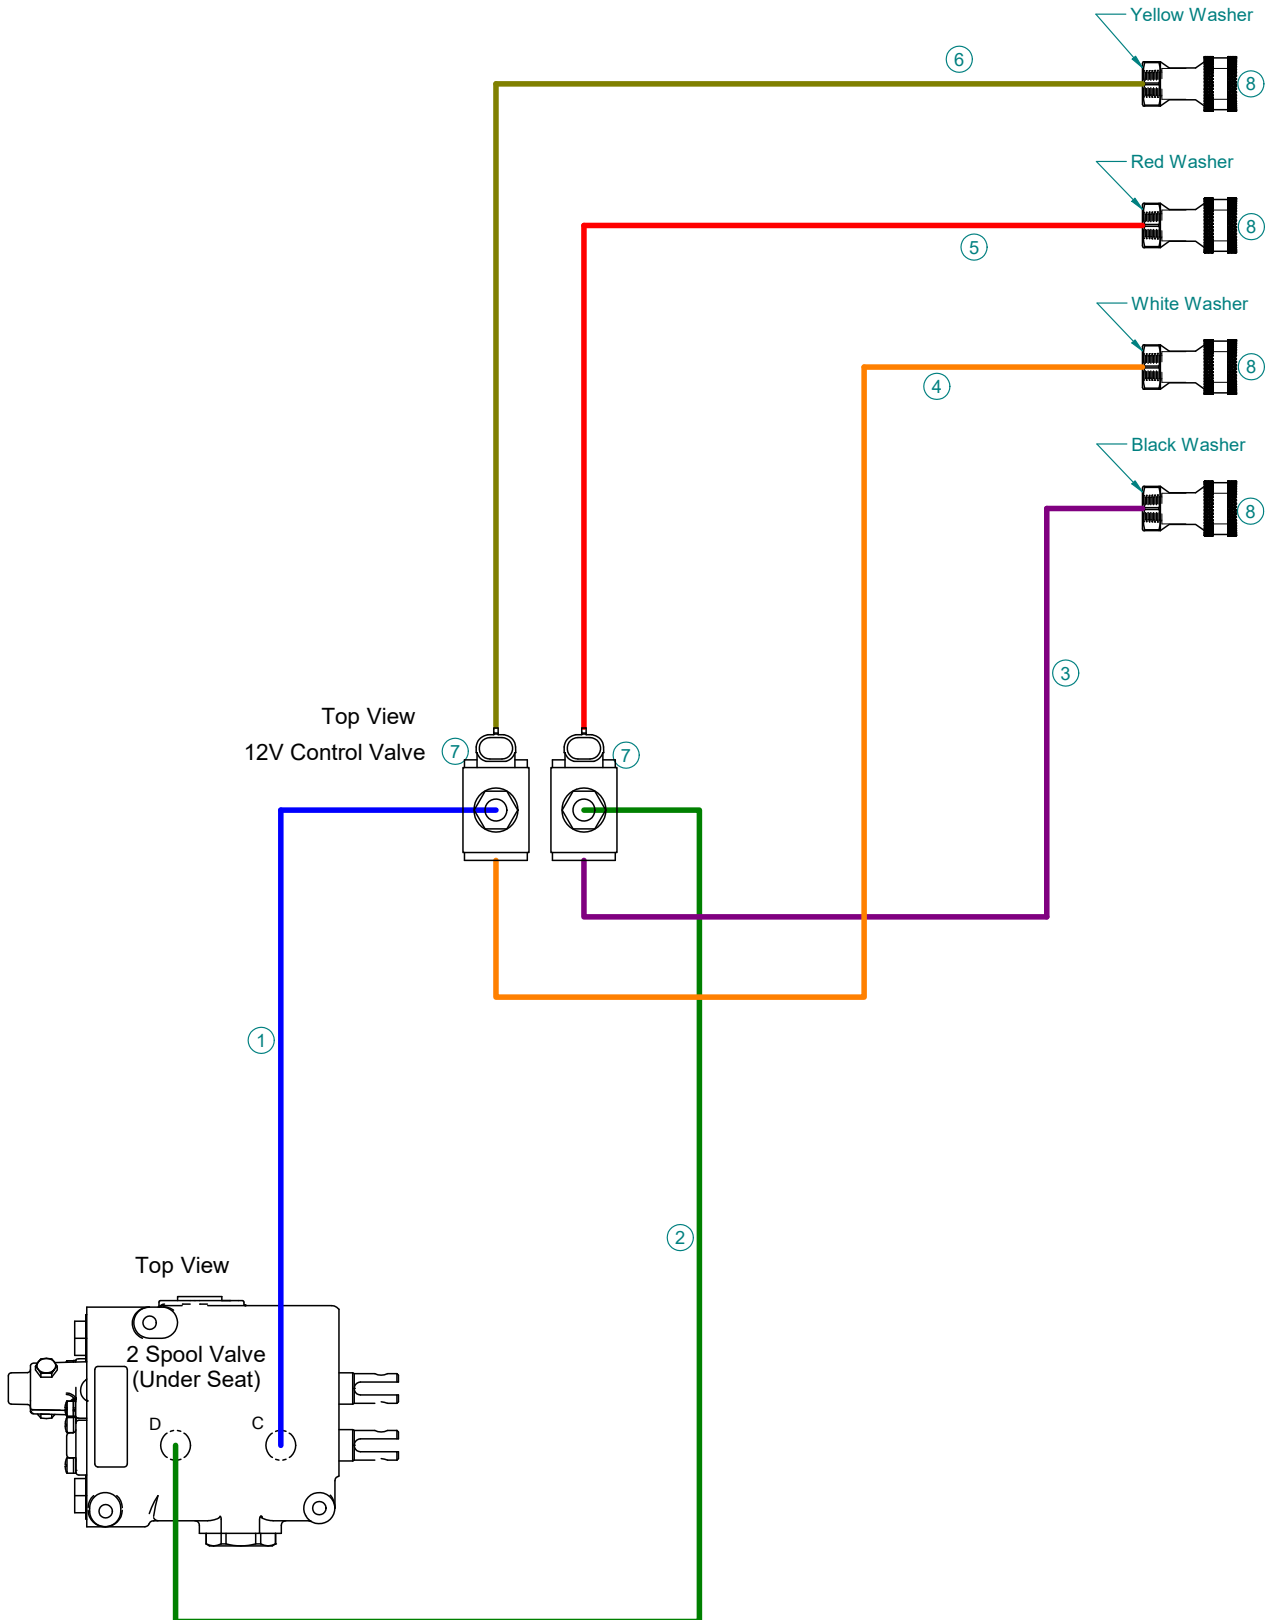 Yellow Washer
6
8
Red Washer
8
5
White Washer
8
4
Black Washer
8
3
Top View
12V Control Valve
7
7
1
2
Top View
2 Spool Valve
(Under Seat)
D
C